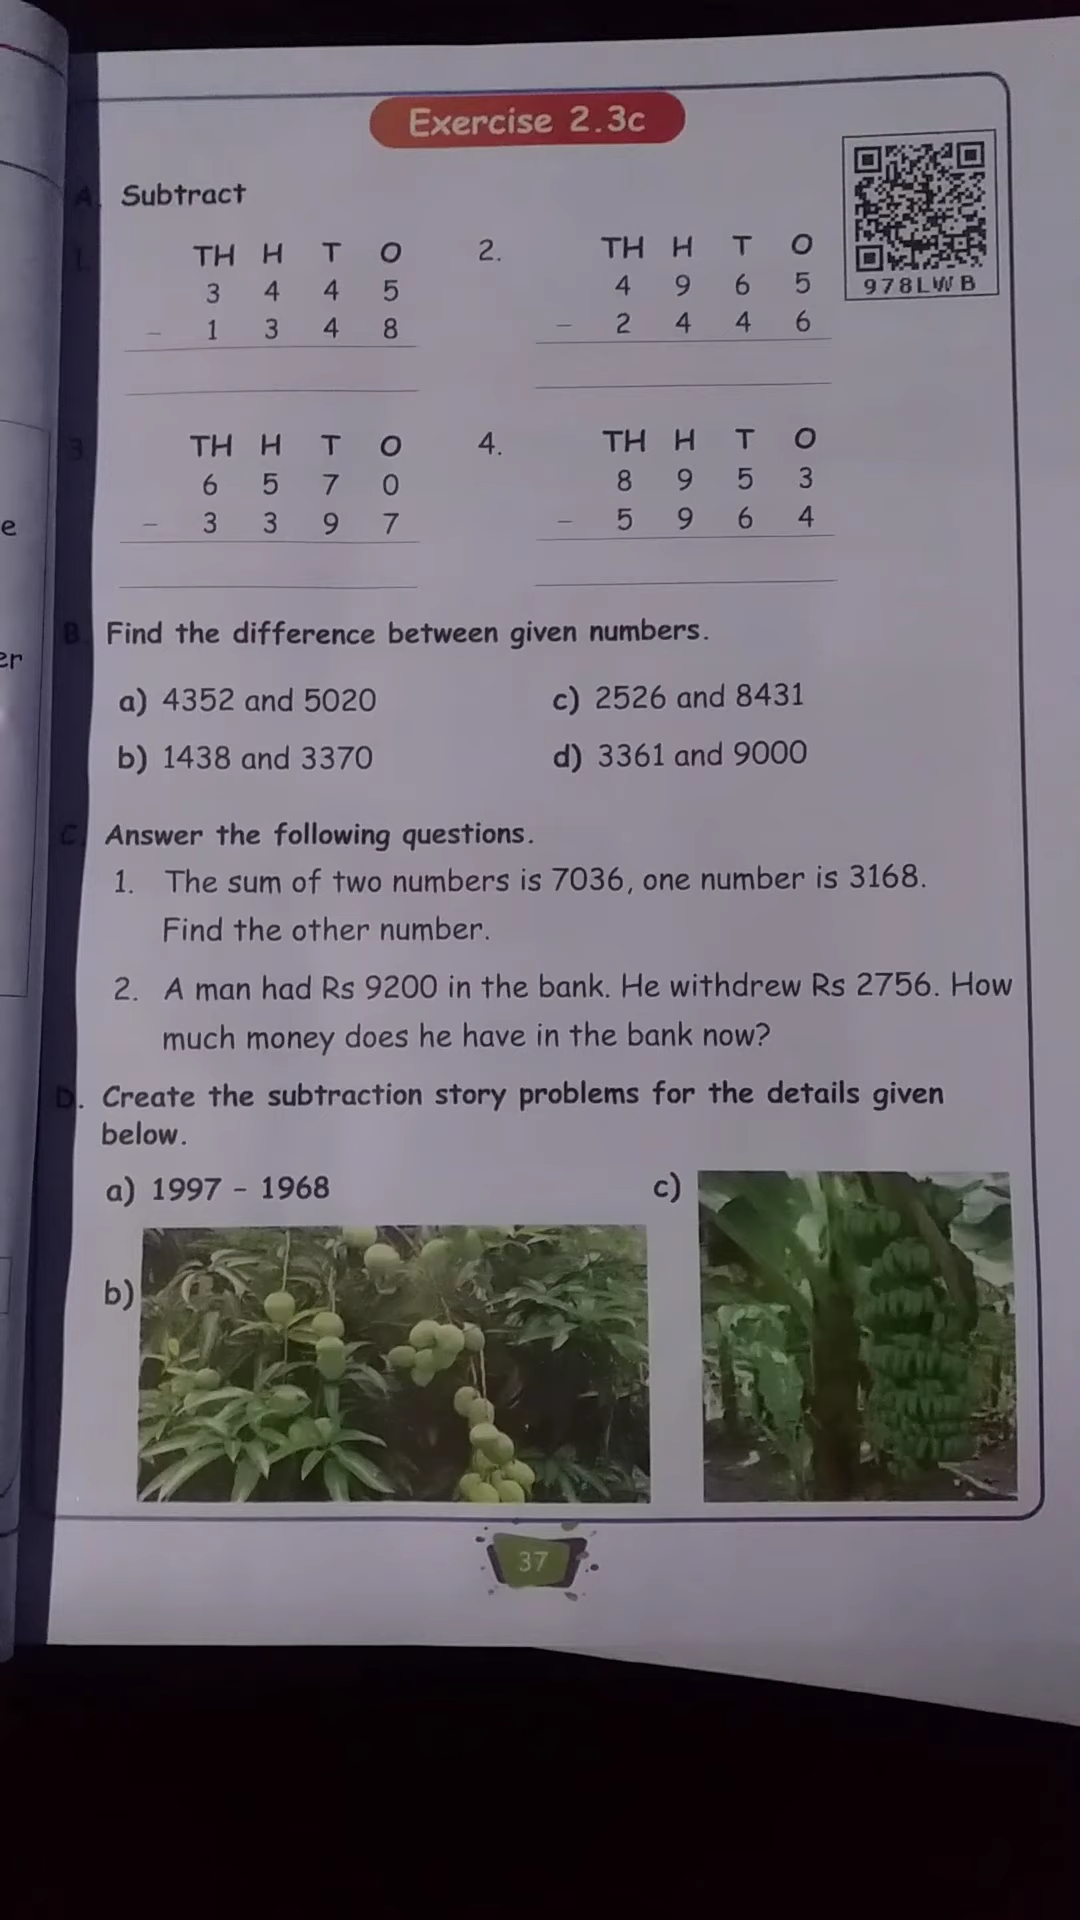 Exercise 2.3c
A. Subtract
1. TH H T O
3 4 4 5
– 1 3 4 8
2. TH H T O
4 9 6 5
– 2 4 4 6
978LWB
3. TH H T O
6 5 7 0
– 3 3 9 7
4. TH H T O
8 9 5 3
– 5 9 6 4
e
er
B. Find the difference between given numbers.
a) 4352 and 5020
c) 2526 and 8431
b) 1438 and 3370
d) 3361 and 9000
C. Answer the following questions.
1. The sum of two numbers is 7036, one number is 3168.
Find the other number.
2. A man had Rs 9200 in the bank. He withdrew Rs 2756. How
much money does he have in the bank now?
D. Create the subtraction story problems for the details given
below.
a) 1997 – 1968
c)
b)
37